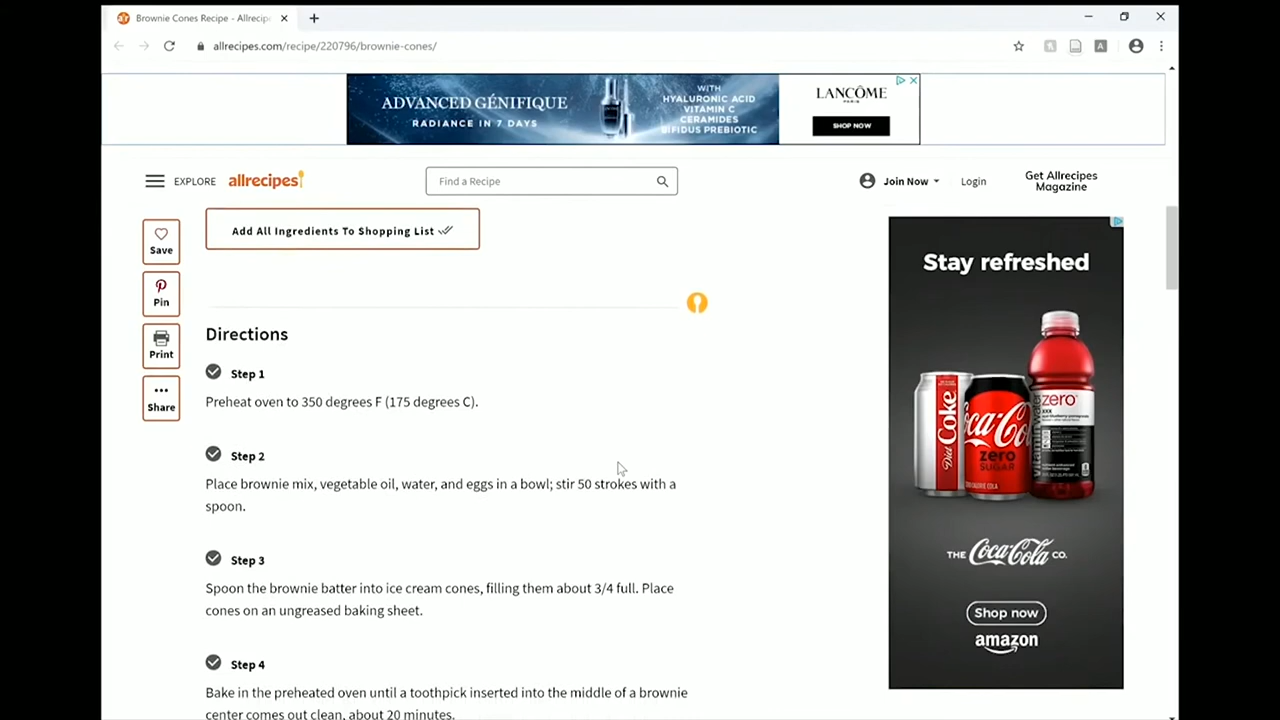 Brownie Cones Recipe - Allrecip
allrecipes.com/recipe/220796/brownie-cones/
ADVANCED GÉNIFIQUE
RADIANCE IN 7 DAYS
WITH
HYALURONIC ACID
VITAMIN C
CERAMIDES
BIFIDUS PREBIOTIC
LANCÔME
PARIS
SHOP NOW
EXPLORE
allrecipes
Find a Recipe
Join Now
Login
Get Allrecipes
Magazine
Save
Pin
Print
Share
Add All Ingredients To Shopping List
Directions
Step 1
Preheat oven to 350 degrees F (175 degrees C).
Step 2
Place brownie mix, vegetable oil, water, and eggs in a bowl; stir 50 strokes with a
spoon.
Step 3
Spoon the brownie batter into ice cream cones, filling them about 3/4 full. Place
cones on an ungreased baking sheet.
Step 4
Bake in the preheated oven until a toothpick inserted into the middle of a brownie
center comes out clean, about 20 minutes.
Stay refreshed
Diet Coke
Coca-Co
zero
SUGAR
vitaminwater
zero
XXX
THE Coca-Cola CO.
Shop now
amazon